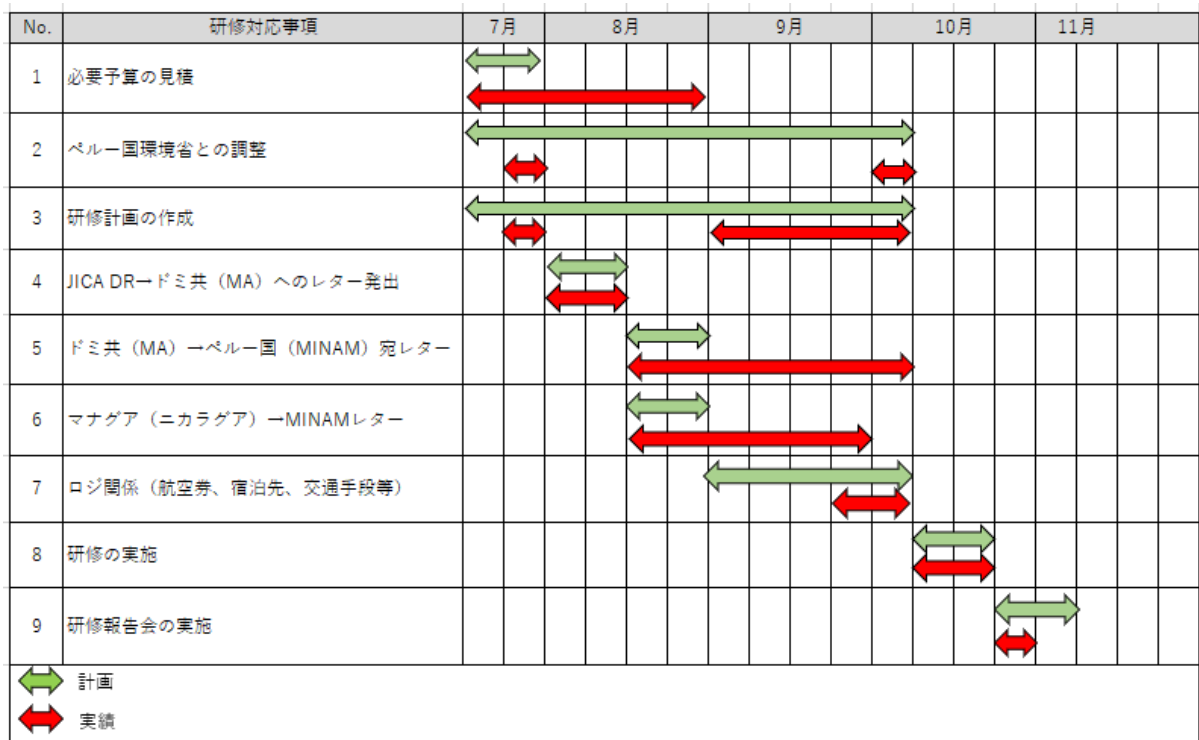 No. 研修対応事項 7月 8月 9月 10月 11月
1 必要予算の見積
2 ペルー国環境省との調整
3 研修計画の作成
4 JICA DR→ドミ共（MA）へのレター発出
5 ドミ共（MA）→ペルー国（MINAM）宛レター
6 マナグア（ニカラグア）→MINAMレター
7 ロジ関係（航空券、宿泊先、交通手段等）
8 研修の実施
9 研修報告会の実施
計画
実績